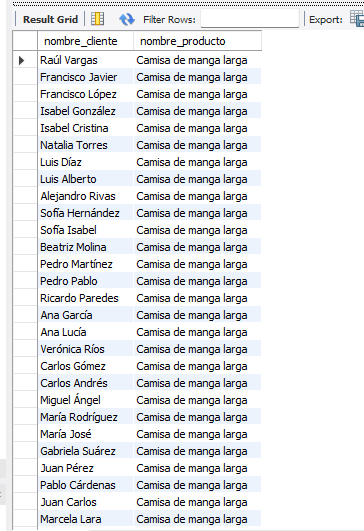 Result Grid Filter Rows: Export:
nombre_cliente nombre_producto
Raúl Vargas Camisa de manga larga
Francisco Javier Camisa de manga larga
Francisco López Camisa de manga larga
Isabel González Camisa de manga larga
Isabel Cristina Camisa de manga larga
Natalia Torres Camisa de manga larga
Luis Díaz Camisa de manga larga
Luis Alberto Camisa de manga larga
Alejandro Rivas Camisa de manga larga
Sofía Hernández Camisa de manga larga
Sofía Isabel Camisa de manga larga
Beatriz Molina Camisa de manga larga
Pedro Martínez Camisa de manga larga
Pedro Pablo Camisa de manga larga
Ricardo Paredes Camisa de manga larga
Ana García Camisa de manga larga
Ana Lucía Camisa de manga larga
Verónica Ríos Camisa de manga larga
Carlos Gómez Camisa de manga larga
Carlos Andrés Camisa de manga larga
Miguel Ángel Camisa de manga larga
María Rodríguez Camisa de manga larga
María José Camisa de manga larga
Gabriela Suárez Camisa de manga larga
Juan Pérez Camisa de manga larga
Pablo Cárdenas Camisa de manga larga
Juan Carlos Camisa de manga larga
Marcela Lara Camisa de manga larga